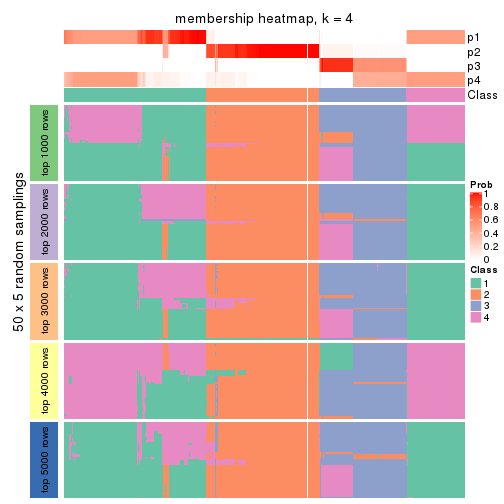 membership heatmap, k = 4
p1
p2
p3
p4
Class
50 x 5 random samplings
top 1000 rows
top 2000 rows
top 3000 rows
top 4000 rows
top 5000 rows
Prob
1
0.8
0.6
0.4
0.2
0
Class
1
2
3
4